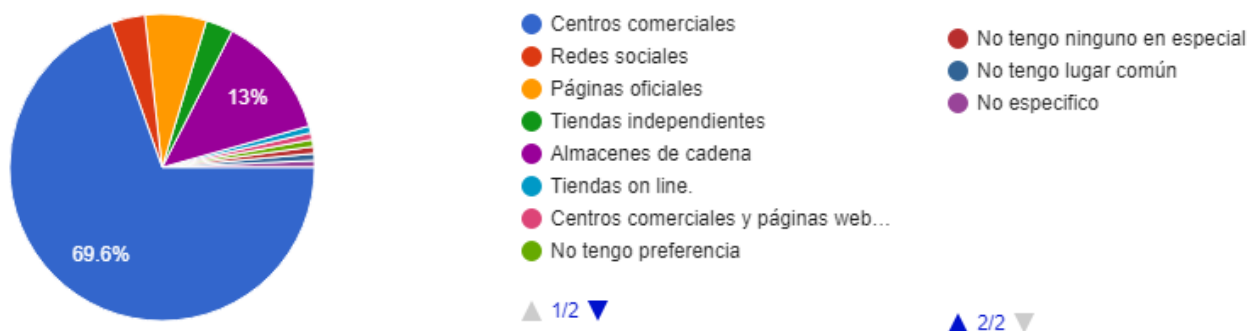 13%
69.6%
Centros comerciales
Redes sociales
Páginas oficiales
Tiendas independientes
Almacenes de cadena
Tiendas on line.
Centros comerciales y páginas web...
No tengo preferencia
1/2
No tengo ninguno en especial
No tengo lugar común
No especifico
2/2